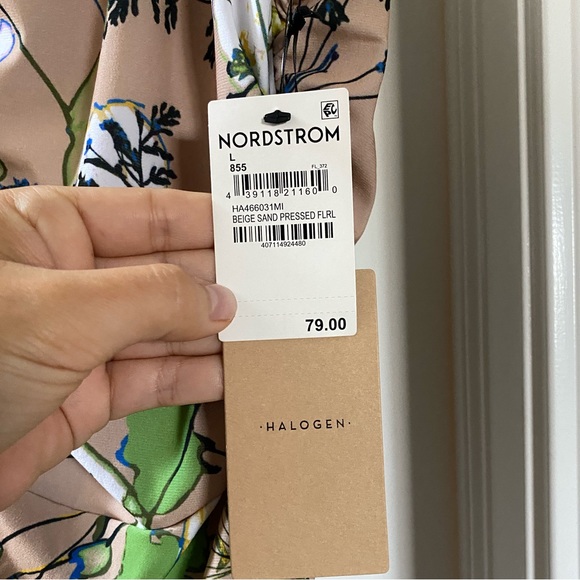 NORDSTROM
L
855
FL_372
4 39118 21160 0
HA466031MI
BEIGE SAND PRESSED FLRL
407114924480
79.00
·HALOGEN·